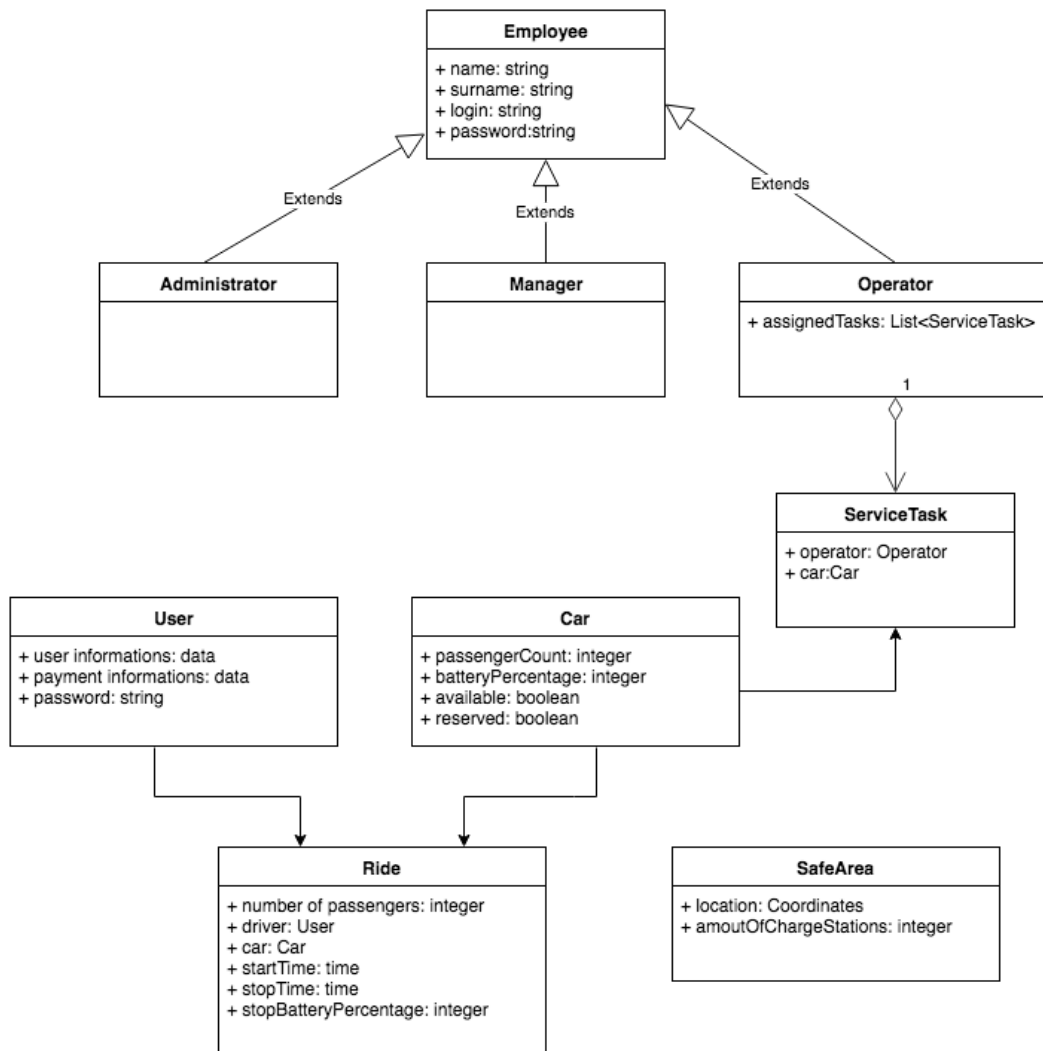 Employee
+ name: string
+ surname: string
+ login: string
+ password:string
Extends
Extends
Extends
Administrator
Manager
Operator
+ assignedTasks: List<ServiceTask>
1
ServiceTask
+ operator: Operator
+ car:Car
User
+ user informations: data
+ payment informations: data
+ password: string
Car
+ passengerCount: integer
+ batteryPercentage: integer
+ available: boolean
+ reserved: boolean
Ride
+ number of passengers: integer
+ driver: User
+ car: Car
+ startTime: time
+ stopTime: time
+ stopBatteryPercentage: integer
SafeArea
+ location: Coordinates
+ amoutOfChargeStations: integer